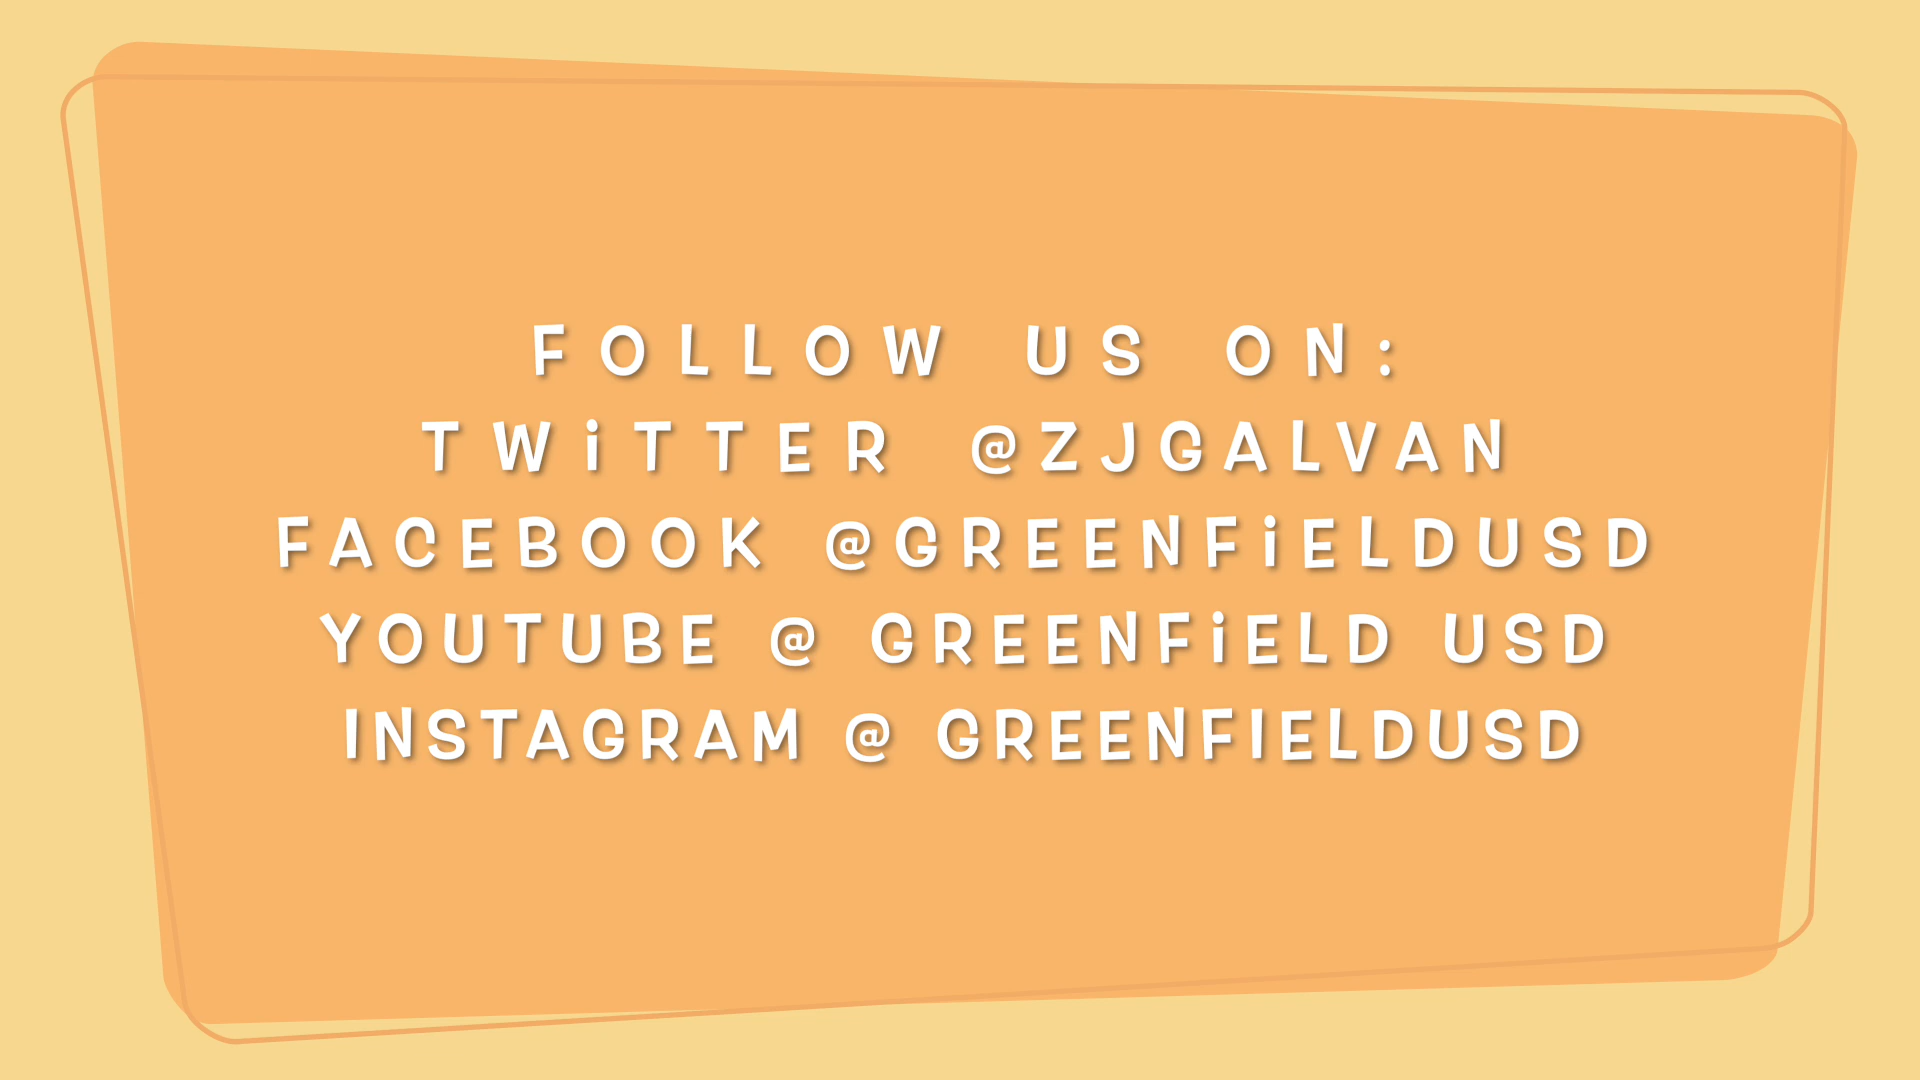 FOLLOW US ON:
TWiTTER @ZJGALVAN
FACEBOOK @GREENFiELDUSD
YOUTUBE @ GREENFiELD USD
INSTAGRAM @ GREENFIELDUSD